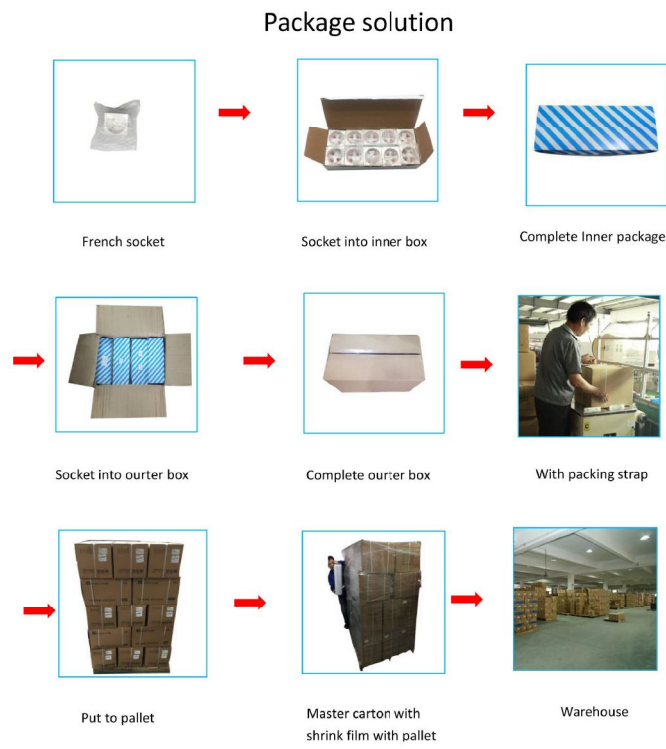 Package solution
French socket
Socket into inner box
Complete Inner package
Socket into ourter box
Complete ourter box
With packing strap
Put to pallet
Master carton with
shrink film with pallet
Warehouse